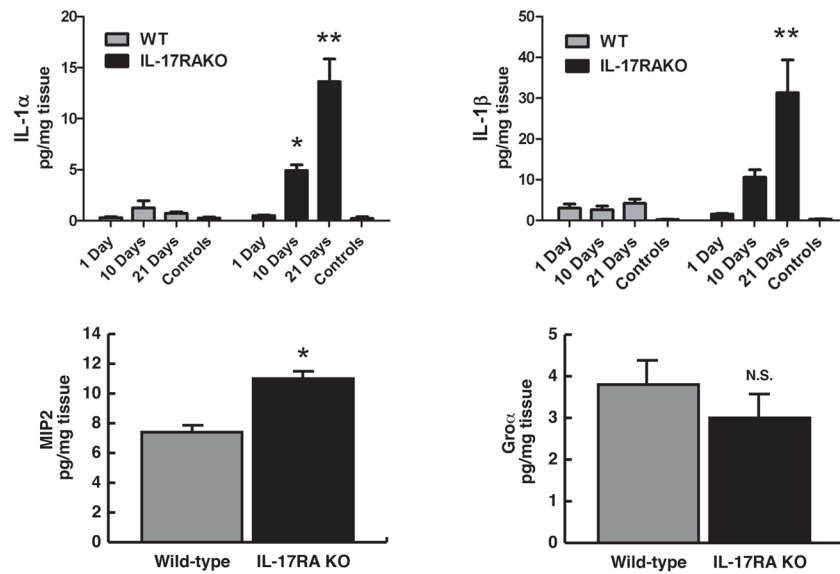 WT
IL-17RAKO
**
*
IL-1α
pg/mg tissue
20
15
10
5
0
1 Day
10 Days
21 Days
Controls
1 Day
10 Days
21 Days
Controls
WT
IL-17RAKO
**
IL-1β
pg/mg tissue
50
40
30
20
10
0
1 Day
10 Days
21 Days
Controls
1 Day
10 Days
21 Days
Controls
MIP2
pg/mg tissue
14
12
10
8
6
4
2
0
*
Wild-type
IL-17RA KO
Groα
pg/mg tissue
5
4
3
2
1
0
N.S.
Wild-type
IL-17RA KO